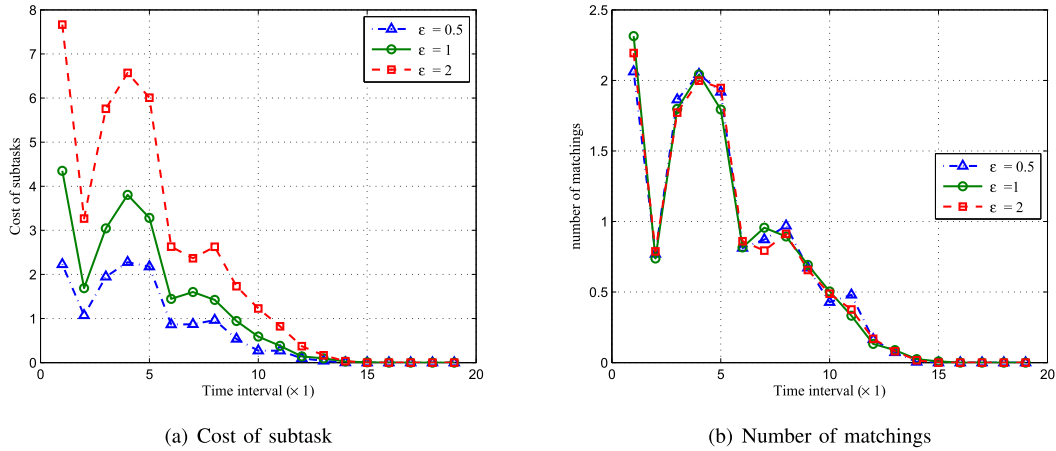 8
7
6
5
4
3
2
1
0
Cost of subtasks
0 5 10 15 20
Time interval (× 1)
ε = 0.5
ε = 1
ε = 2
(a) Cost of subtask
2.5
2
1.5
1
0.5
0
number of matchings
0 5 10 15 20
Time interval (× 1)
ε = 0.5
ε =1
ε = 2
(b) Number of matchings